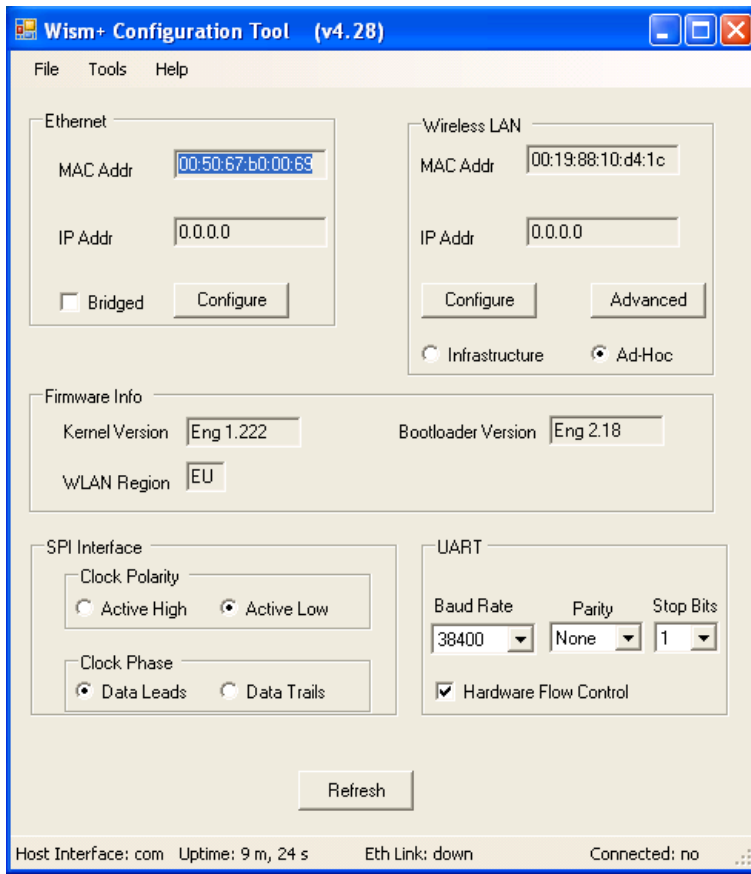 Wism+ Configuration Tool (v4.28)
File Tools Help
Ethernet
MAC Addr 00:50:67:b0:00:69
IP Addr 0.0.0.0
Bridged Configure
Wireless LAN
MAC Addr 00:19:88:10:d4:1c
IP Addr 0.0.0.0
Configure Advanced
Infrastructure Ad-Hoc
Firmware Info
Kernel Version Eng 1.222 Bootloader Version Eng 2.18
WLAN Region EU
SPI Interface
Clock Polarity
Active High Active Low
Clock Phase
Data Leads Data Trails
UART
Baud Rate Parity Stop Bits
38400 None 1
Hardware Flow Control
Refresh
Host Interface: com Uptime: 9 m, 24 s Eth Link: down Connected: no